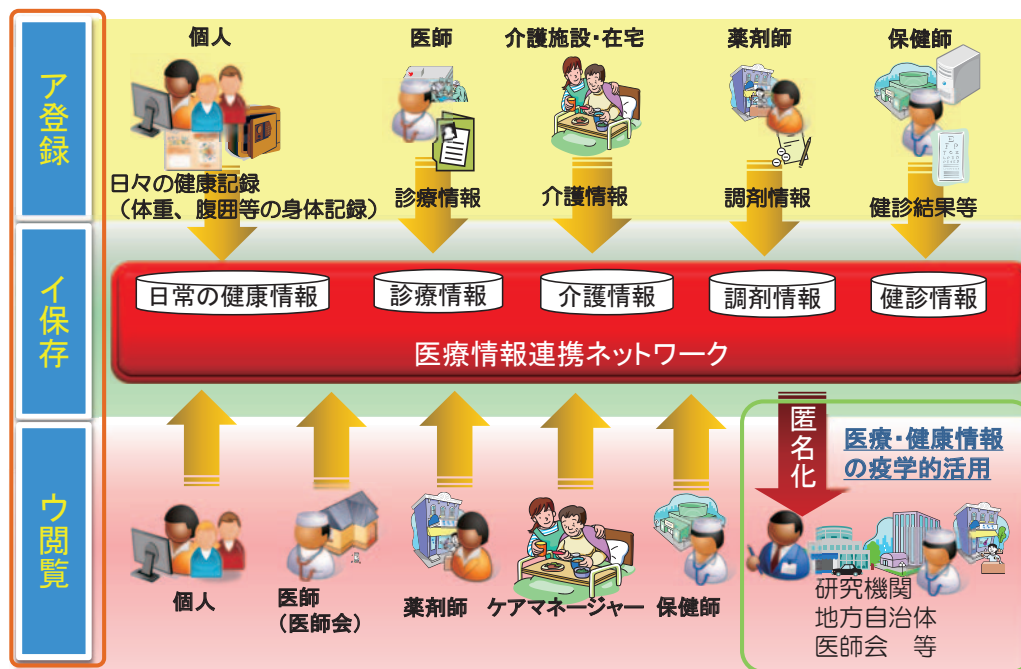 ア登録
個人
医師
介護施設・在宅
薬剤師
保健師
日々の健康記録
(体重、腹囲等の身体記録)
診療情報
介護情報
調剤情報
健診結果等
イ保存
日常の健康情報
診療情報
介護情報
調剤情報
健診情報
医療情報連携ネットワーク
ウ閲覧
匿名化
医療・健康情報
の疫学的活用
個人
医師
(医師会)
薬剤師
ケアマネージャー
保健師
研究機関
地方自治体
医師会 等